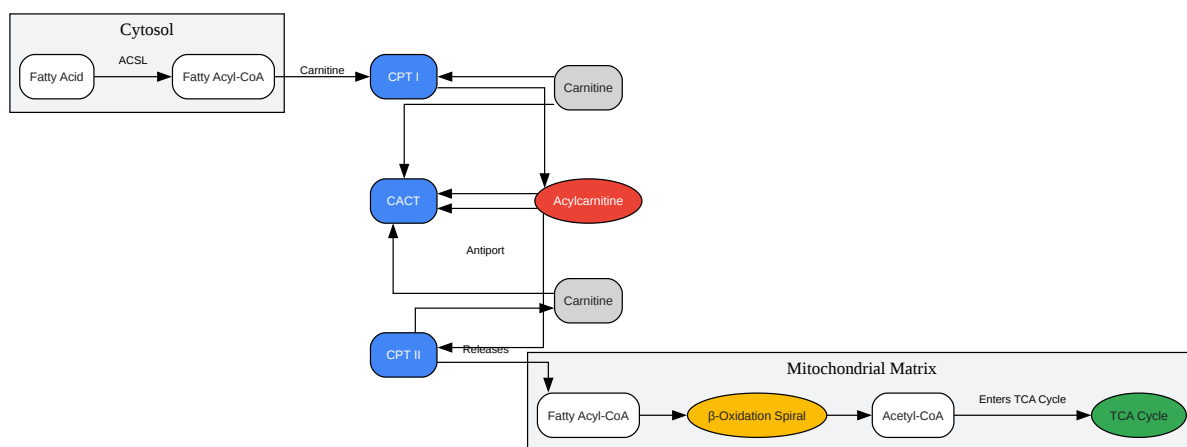 Cytosol
Fatty Acid
ACSL
Fatty Acyl-CoA
Carnitine
CPT I
Carnitine
CACT
Acylcarnitine
Antiport
Carnitine
CPT II
Releases
Mitochondrial Matrix
Fatty Acyl-CoA
β-Oxidation Spiral
Acetyl-CoA
Enters TCA Cycle
TCA Cycle